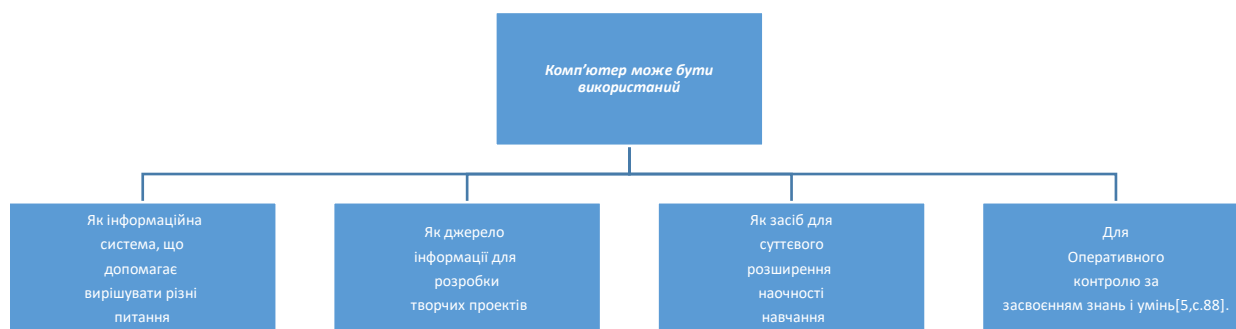 Комп’ютер може бути
використаний
Як інформаційна
система, що
допомагає
вирішувати різні
питання
Як джерело
інформації для
розробки
творчих проектів
Як засіб для
суттєвого
розширення
наочності
навчання
Для
Оперативного
контролю за
засвоєнням знань і умінь[5,с.88].